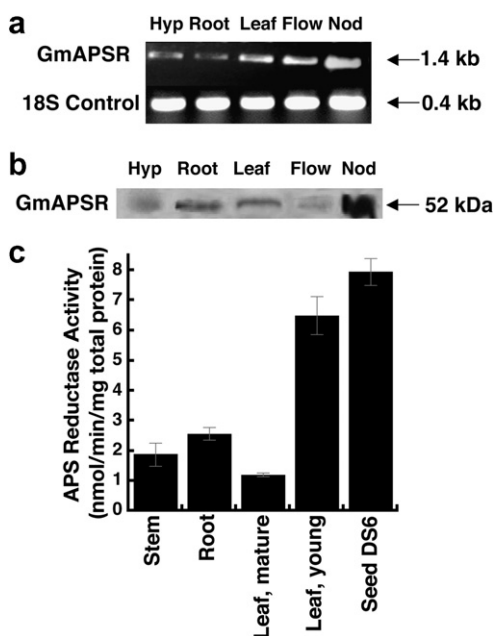 a
Hyp Root Leaf Flow Nod
GmAPSR
1.4 kb
18S Control
0.4 kb
b
Hyp Root Leaf Flow Nod
GmAPSR
52 kDa
c
APS Reductase Activity
(nmol/min/mg total protein)
8
7
6
5
4
3
2
1
0
Stem
Root
Leaf, mature
Leaf, young
Seed DS6